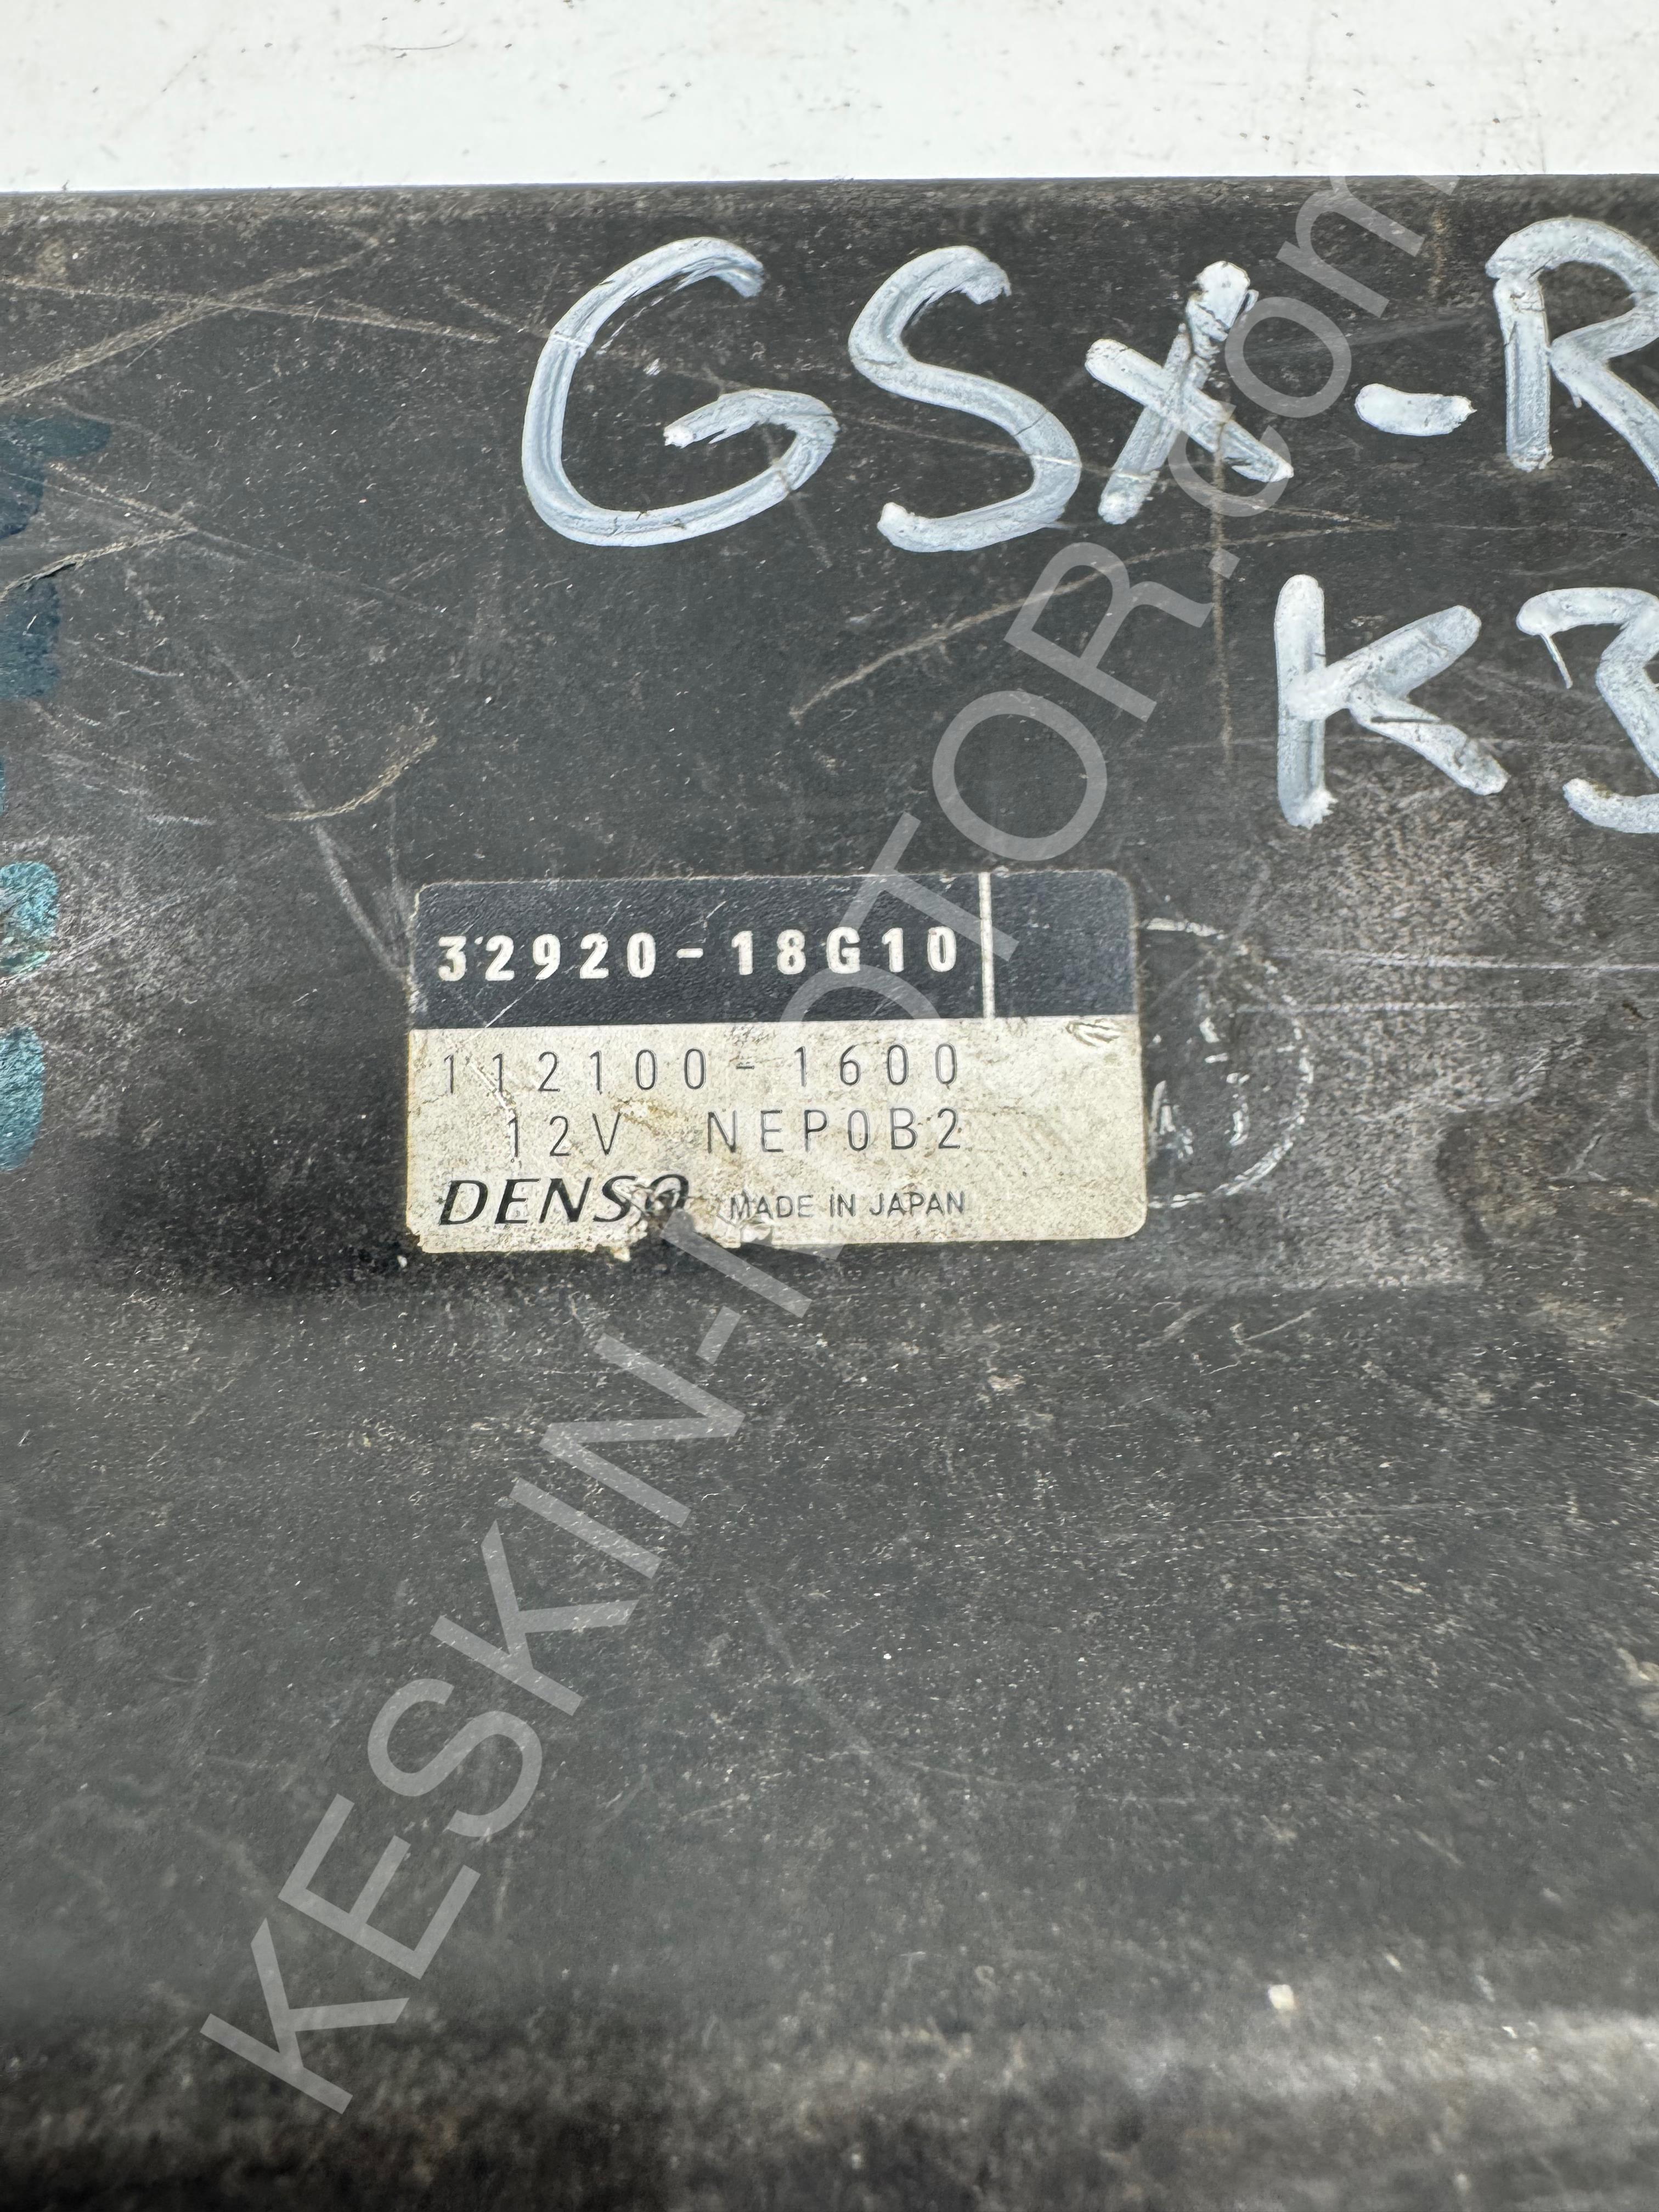 GSX-R
K3
32920-18G10
112100-1600
12V NEP0B2
DENSO MADE IN JAPAN
KESKIN-MOTOR.com